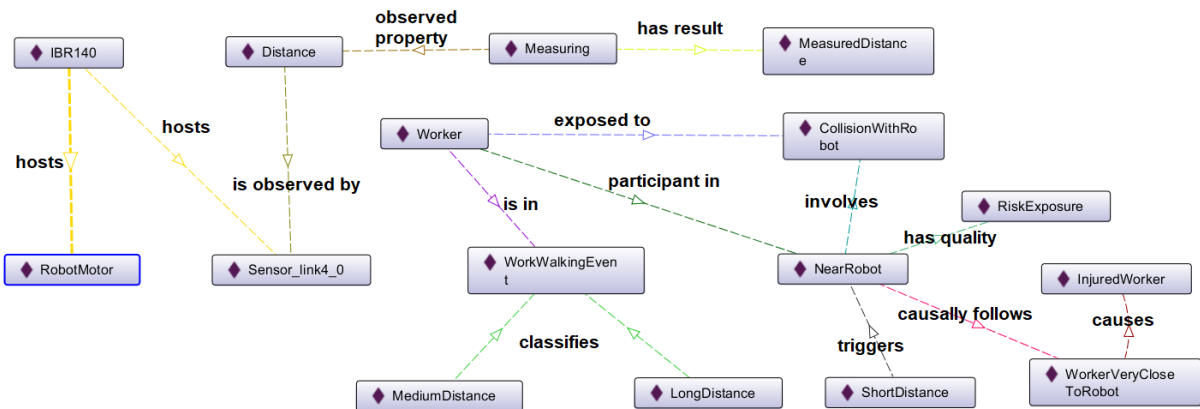 observed
property
has result
IBR140
Distance
Measuring
MeasuredDistanc
e
hosts
exposed to
Worker
CollisionWithRo
bot
hosts
is observed by
participant in
is in
involves
RiskExposure
has quality
RobotMotor
Sensor_link4_0
WorkWalkingEven
t
NearRobot
InjuredWorker
causally follows
causes
classifies
triggers
MediumDistance
LongDistance
ShortDistance
WorkerVeryClose
ToRobot